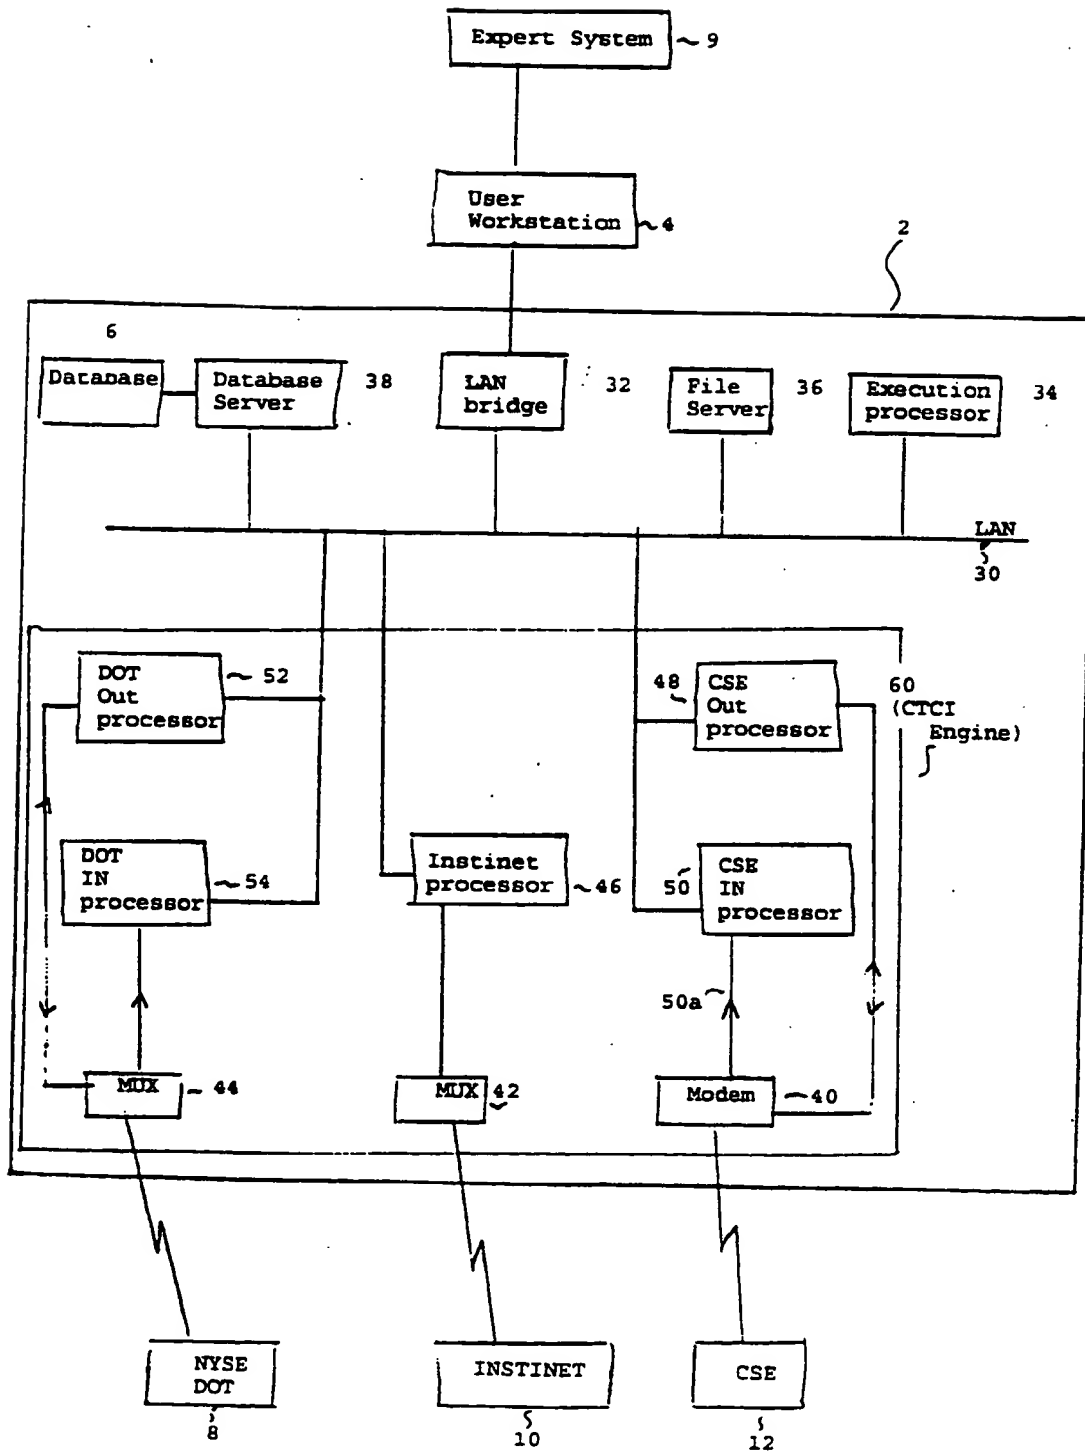 Expert System
9
User
Workstation
4
2
6
Database
Database
Server
38
LAN
bridge
32
File
Server
36
Execution
processor
34
LAN
30
DOT
Out
processor
52
48
CSE
Out
processor
60
(CTCI
Engine)
DOT
IN
processor
54
Instinet
processor
46
50
CSE
IN
processor
50a
MUX
44
MUX
42
Modem
40
NYSE
DOT
8
INSTINET
10
CSE
12